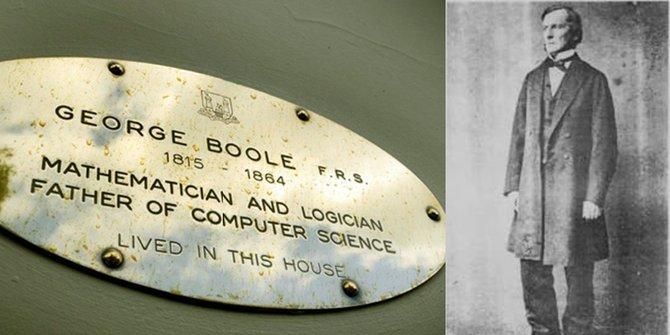 GEORGE BOOLE F.R.S.
1815 - 1864
MATHEMATICIAN AND LOGICIAN
FATHER OF COMPUTER SCIENCE
LIVED IN THIS HOUSE